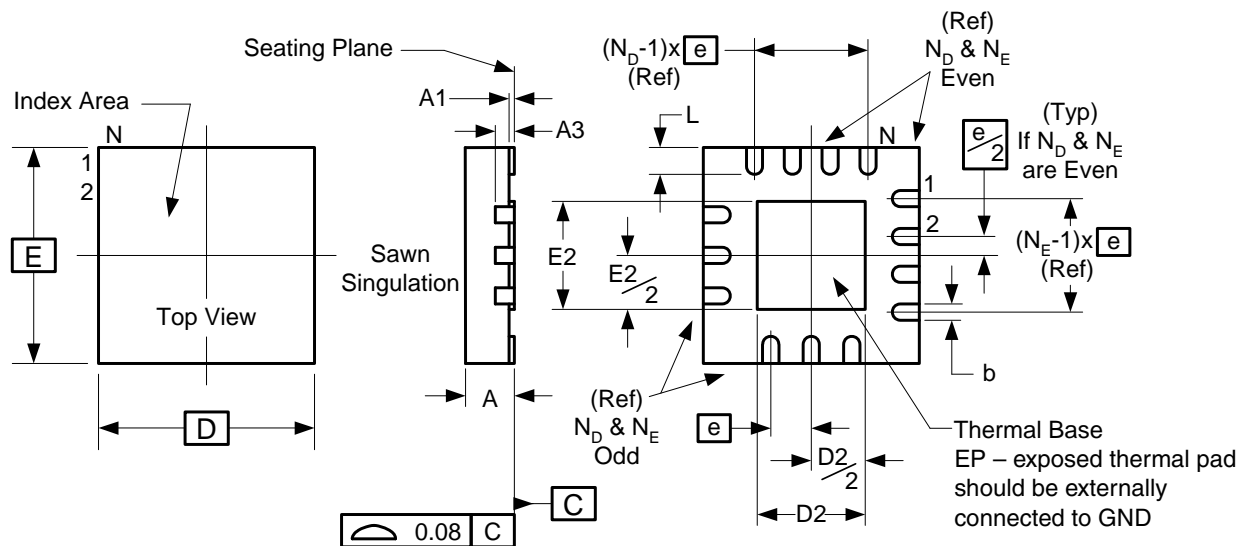 Seating Plane
Index Area
A1
A3
N
1
2
E
Top View
D
Sawn
Singulation
A
C
0.08 C
(N_D-1)x e
(Ref)
(Ref)
N_D & N_E
Even
L
N
(Typ)
e/2 If N_D & N_E
are Even
1
2
(N_E-1)x e
(Ref)
E2
E2/2
b
(Ref)
N_D & N_E
Odd
e
D2/2
D2
Thermal Base
EP – exposed thermal pad
should be externally
connected to GND